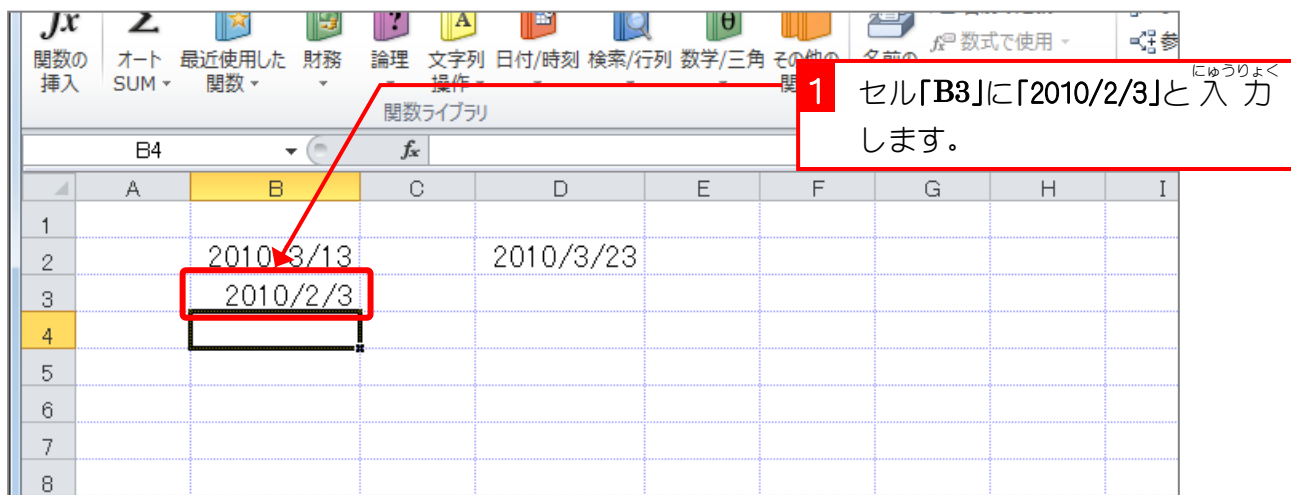 fx Σ ? A θ
関数の オート 最近使用した 財務 論理 文字列 日付/時刻 検索/行列 数学/三角 その他の
挿入 SUM 関数 操作
数式で使用 参
関数ライブラリ
1 セル「B3」に「2010/2/3」と入力
にゅうりょく
します。
B4 fx
A B C D E F G H I
1
2 2010/3/13 2010/3/23
3 2010/2/3
4
5
6
7
8